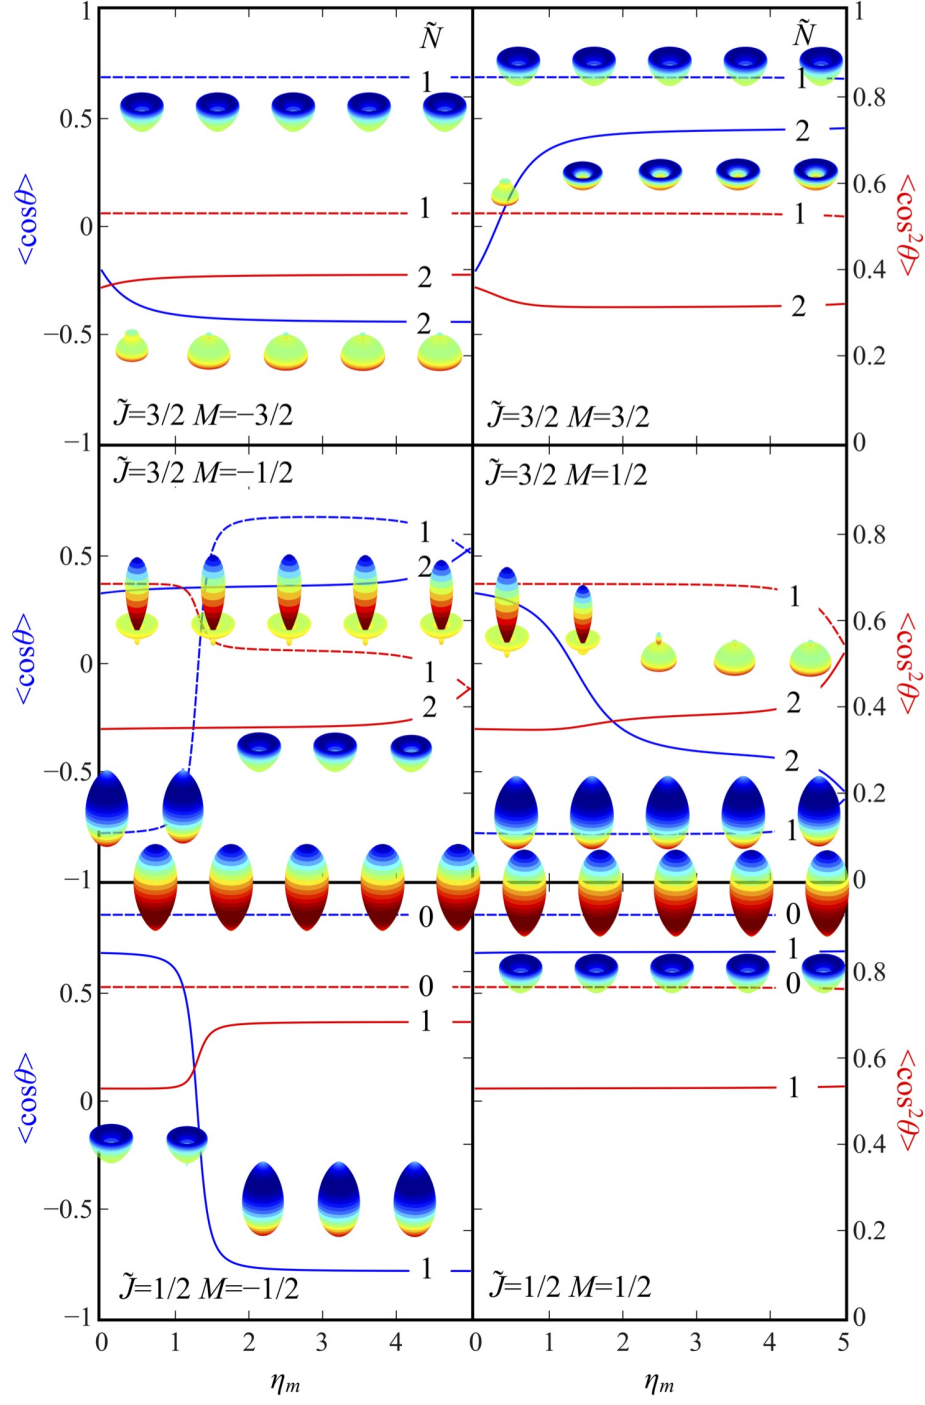 1
0.5
0
−0.5
−1
<cosθ>
Ñ
1
1
2
2
J̃=3/2 M=−3/2
Ñ
1
2
1
2
J̃=3/2 M=3/2
1
0.8
0.6
0.4
0.2
0
<cos²θ>
J̃=3/2 M=−1/2
0.5
0
−0.5
−1
<cosθ>
1
2
1
2
J̃=3/2 M=1/2
1
2
2
1
0.8
0.6
0.4
0.2
0
<cos²θ>
0.5
0
−0.5
−1
<cosθ>
0
0
1
1
J̃=1/2 M=−1/2
0
1
0
1
J̃=1/2 M=1/2
0.8
0.6
0.4
0.2
0
<cos²θ>
0 1 2 3 4
0 1 2 3 4 5
ηm
ηm